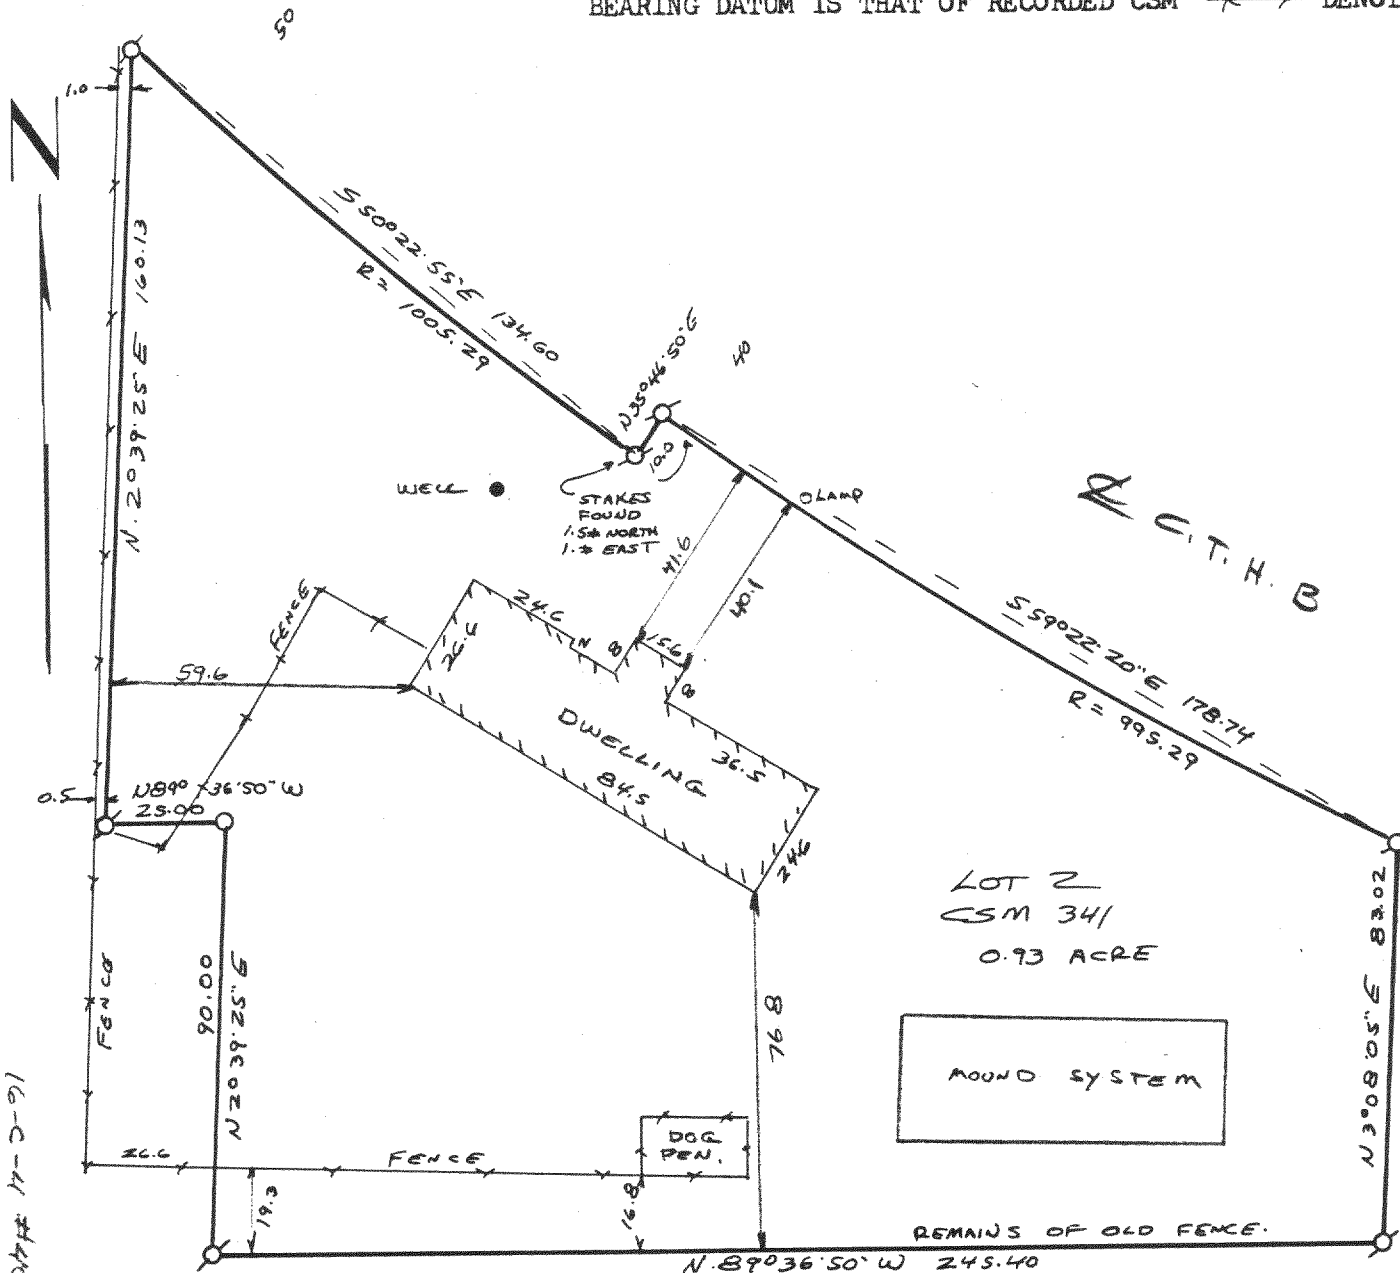 BEARING DATUM IS THAT OF RECORDED CSM
50
1.0
N
S 50°22'55"E 134.60
R = 1005.29
N. 2°39'25"E 160.13
N35°46'50"E
40
10.0
WELL
STAKES
FOUND
1.5± NORTH
1.± EAST
O LAMP
C.T.H. B
41.6
40.1
S 59°22'20"E 178.74
R = 995.29
FENCE
24.6
N
8
15.6
8
26.6
59.6
DWELLING
84.5
36.5
24.6
0.5
N89°36'50"W
25.00
LOT 2
CSM 341
0.93 ACRE
N 3°08'05"E 83.02
FENCE
90.00
N 2°39'25"E
76.8
MOUND SYSTEM
DOG
PEN.
26.6
FENCE
19.3
16.8
REMAINS OF OLD FENCE.
N.89°36'50"W 245.40